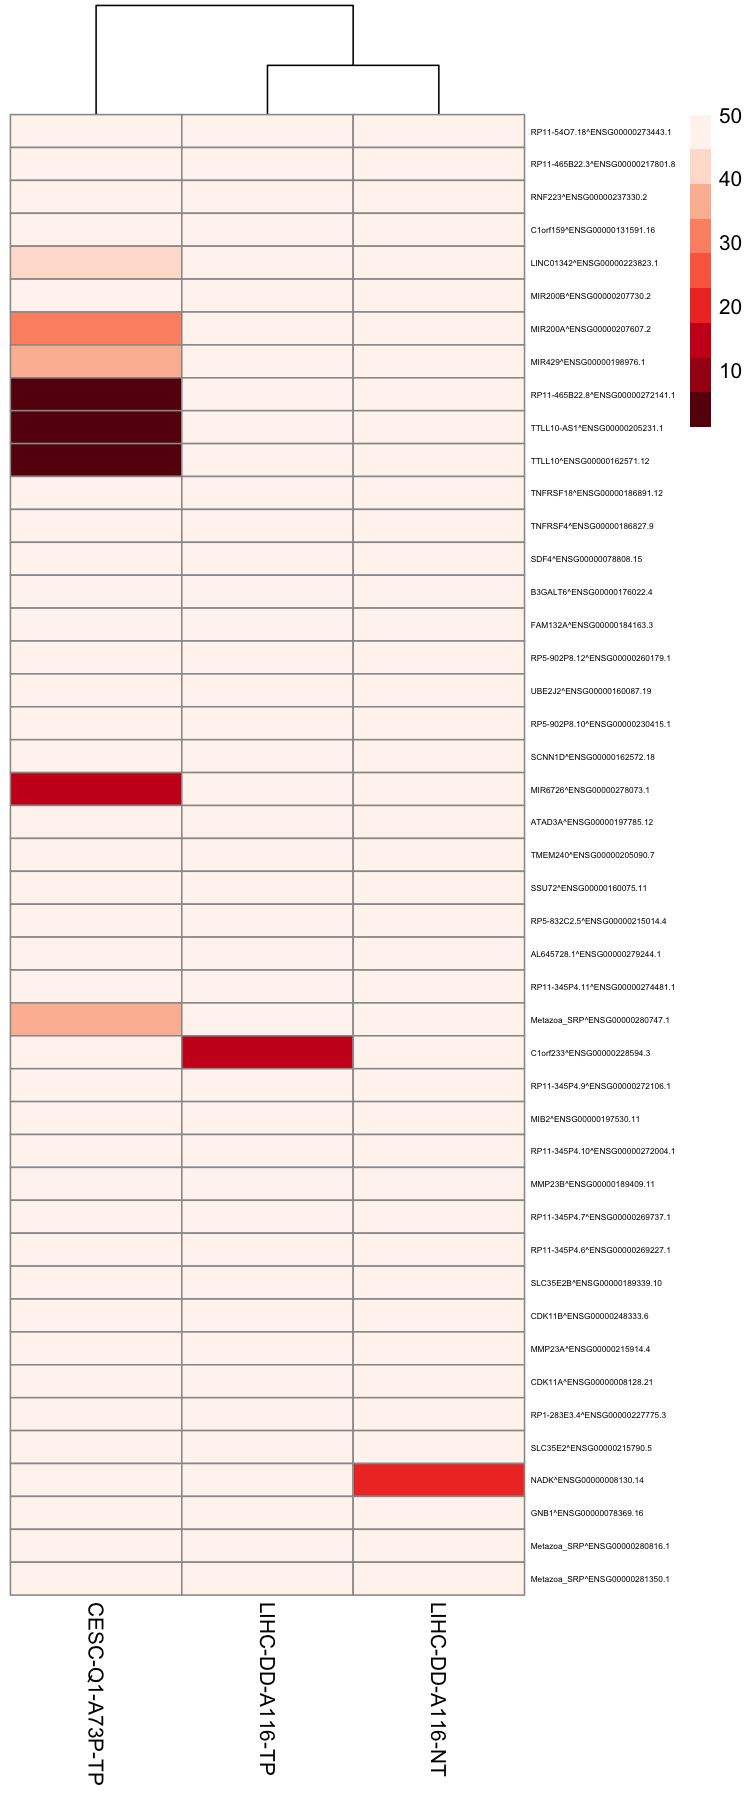 RP11-54O7.18^ENSG00000273443.1
RP11-465B22.3^ENSG00000217801.8
RNF223^ENSG00000237330.2
C1orf159^ENSG00000131591.16
LINC01342^ENSG00000223823.1
MIR200B^ENSG00000207730.2
MIR200A^ENSG00000207607.2
MIR429^ENSG00000198976.1
RP11-465B22.8^ENSG00000272141.1
TTLL10-AS1^ENSG00000205231.1
TTLL10^ENSG00000162571.12
TNFRSF18^ENSG00000186891.12
TNFRSF4^ENSG00000186827.9
SDF4^ENSG00000078808.15
B3GALT6^ENSG00000176022.4
FAM132A^ENSG00000184163.3
RP5-902P8.12^ENSG00000260179.1
UBE2J2^ENSG00000160087.19
RP5-902P8.10^ENSG00000230415.1
SCNN1D^ENSG00000162572.18
MIR6726^ENSG00000278073.1
ATAD3A^ENSG00000197785.12
TMEM240^ENSG00000205090.7
SSU72^ENSG00000160075.11
RP5-832C2.5^ENSG00000215014.4
AL645728.1^ENSG00000279244.1
RP11-345P4.11^ENSG00000274481.1
Metazoa_SRP^ENSG00000280747.1
C1orf233^ENSG00000228594.3
RP11-345P4.9^ENSG00000272106.1
MIB2^ENSG00000197530.11
RP11-345P4.10^ENSG00000272004.1
MMP23B^ENSG00000189409.11
RP11-345P4.7^ENSG00000269737.1
RP11-345P4.6^ENSG00000269227.1
SLC35E2B^ENSG00000189339.10
CDK11B^ENSG00000248333.6
MMP23A^ENSG00000215914.4
CDK11A^ENSG00000008128.21
RP1-283E3.4^ENSG00000227775.3
SLC35E2^ENSG00000215790.5
NADK^ENSG00000008130.14
GNB1^ENSG00000078369.16
Metazoa_SRP^ENSG00000280816.1
Metazoa_SRP^ENSG00000281350.1
50
40
30
20
10
CESC-Q1-A73P-TP
LIHC-DD-A116-TP
LIHC-DD-A116-NT